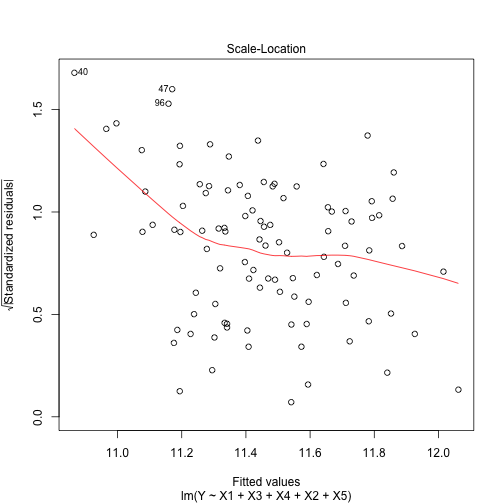 Scale-Location
40
47
96
√|Standardized residuals|
0.0
0.5
1.0
1.5
11.0 11.2 11.4 11.6 11.8 12.0
Fitted values
lm(Y ~ X1 + X3 + X4 + X2 + X5)